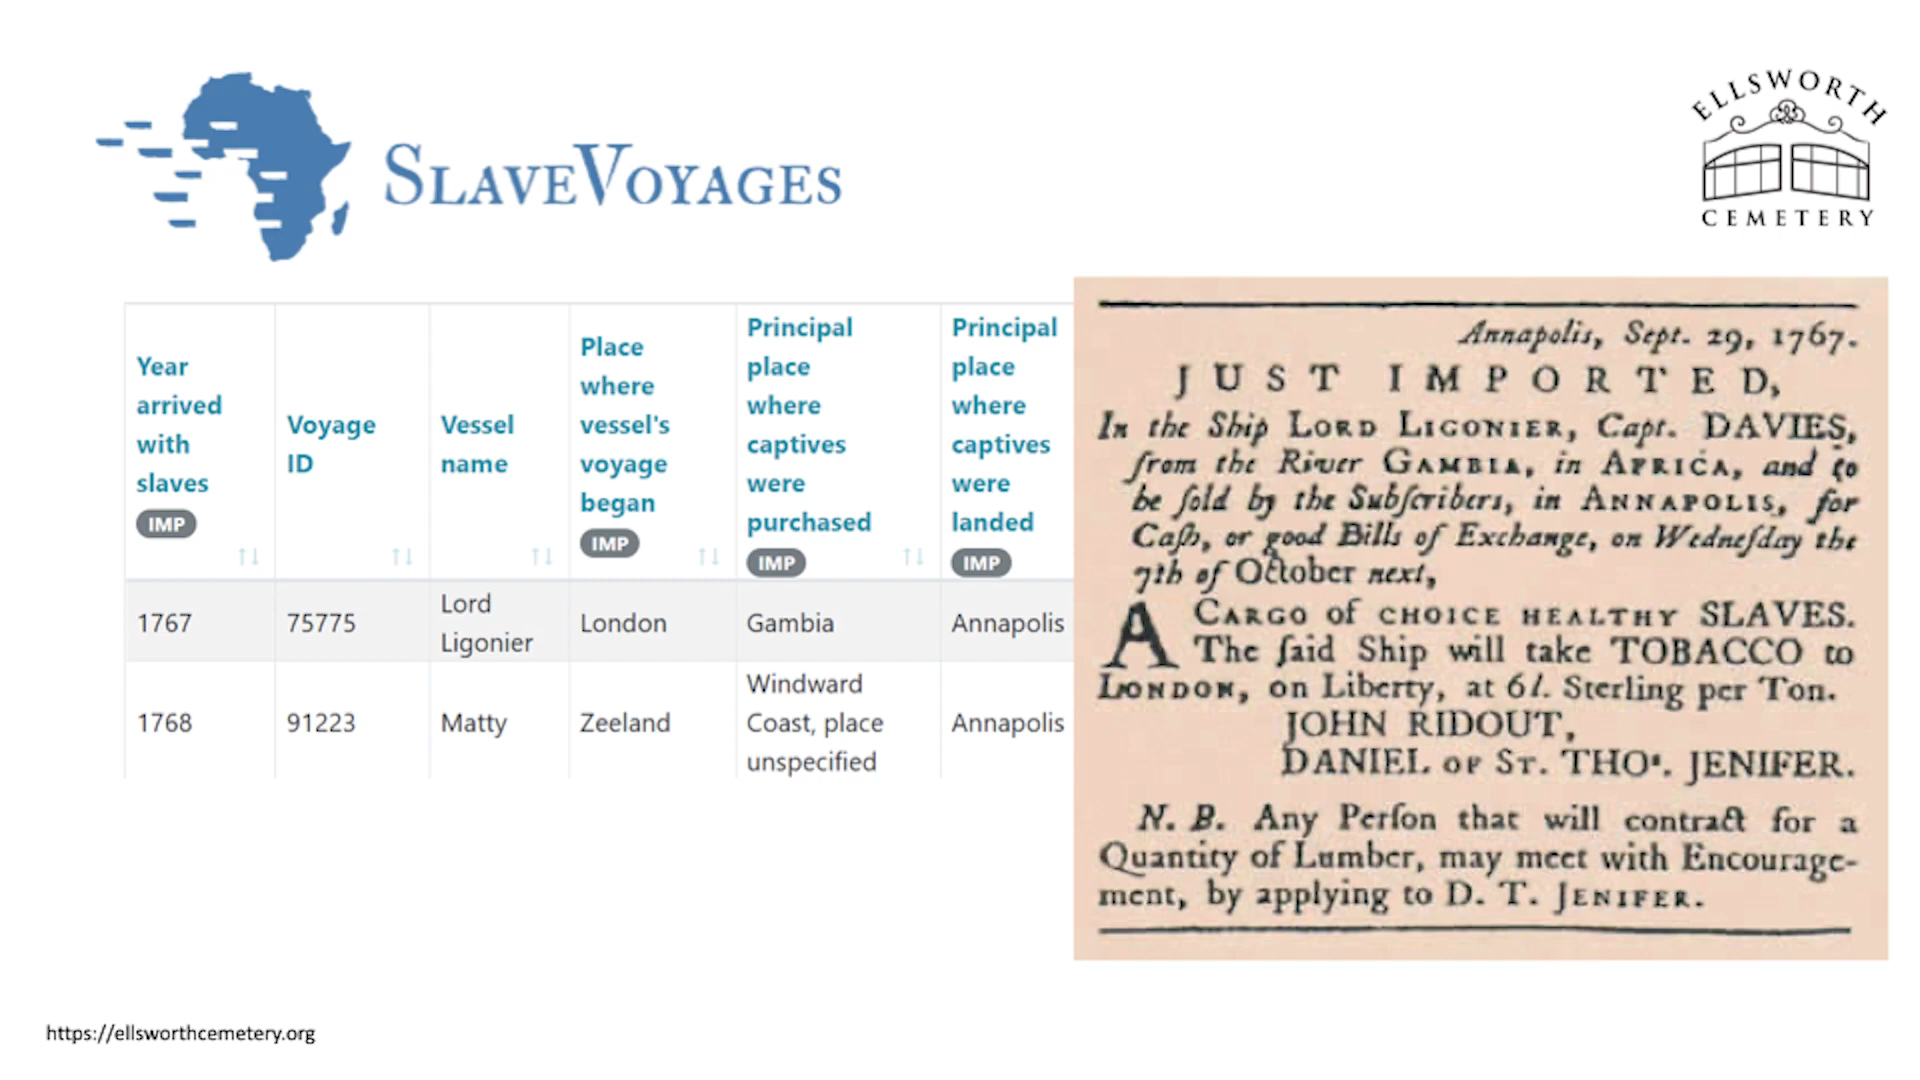 SLAVEVOYAGES
ELLSWORTH
CEMETERY
Year arrived with slaves IMP
Voyage ID
Vessel name
Place where vessel's voyage began IMP
Principal place where captives were purchased IMP
Principal place where captives were landed IMP
1767 75775 Lord Ligonier London Gambia Annapolis
1768 91223 Matty Zeeland Windward Coast, place unspecified Annapolis
Annapolis, Sept. 29, 1767.
JUST IMPORTED,
In the Ship LORD LIGONIER, Capt. DAVIES,
from the River GAMBIA, in AFRICA, and to
be ſold by the Subſcribers, in ANNAPOLIS, for
Caſh, or good Bills of Exchange, on Wedneſday the
7th of October next,
A CARGO of CHOICE HEALTHY SLAVES.
The ſaid Ship will take TOBACCO to
LONDON, on Liberty, at 6l. Sterling per Ton.
JOHN RIDOUT,
DANIEL OF ST. THOˢ. JENIFER.
N. B. Any Perſon that will contract for a
Quantity of Lumber, may meet with Encourage-
ment, by applying to D. T. JENIFER.
https://ellsworthcemetery.org